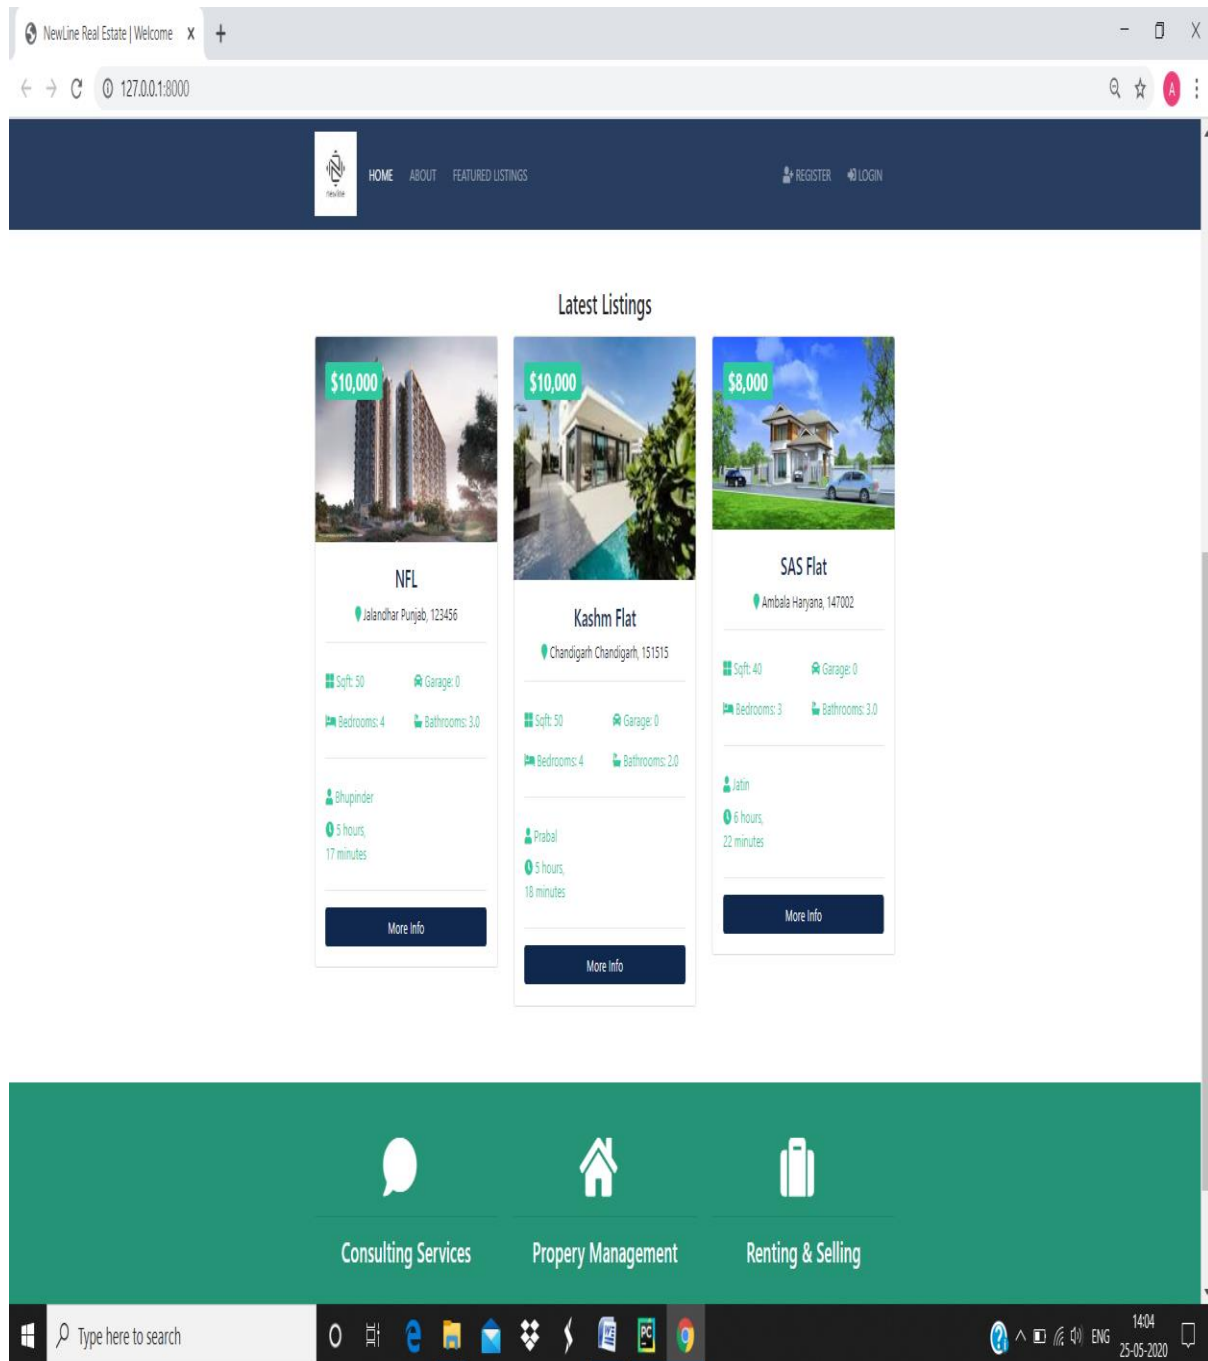 NewLine Real Estate | Welcome
127.0.0.1:8000
A
newline
HOME ABOUT FEATURED LISTINGS REGISTER LOGIN
Latest Listings
$10,000
NFL
Jalandhar Punjab, 123456
Sqft: 50 Garage: 0
Bedrooms: 4 Bathrooms: 3.0
Bhupinder
5 hours,
17 minutes
More Info
$10,000
Kashm Flat
Chandigarh Chandigarh, 151515
Sqft: 50 Garage: 0
Bedrooms: 4 Bathrooms: 2.0
Prabal
5 hours,
18 minutes
More Info
$8,000
SAS Flat
Ambala Haryana, 147002
Sqft: 40 Garage: 0
Bedrooms: 3 Bathrooms: 3.0
Jatin
6 hours,
22 minutes
More Info
Consulting Services
Propery Management
Renting & Selling
Type here to search
PC
ENG
14:04
25-05-2020